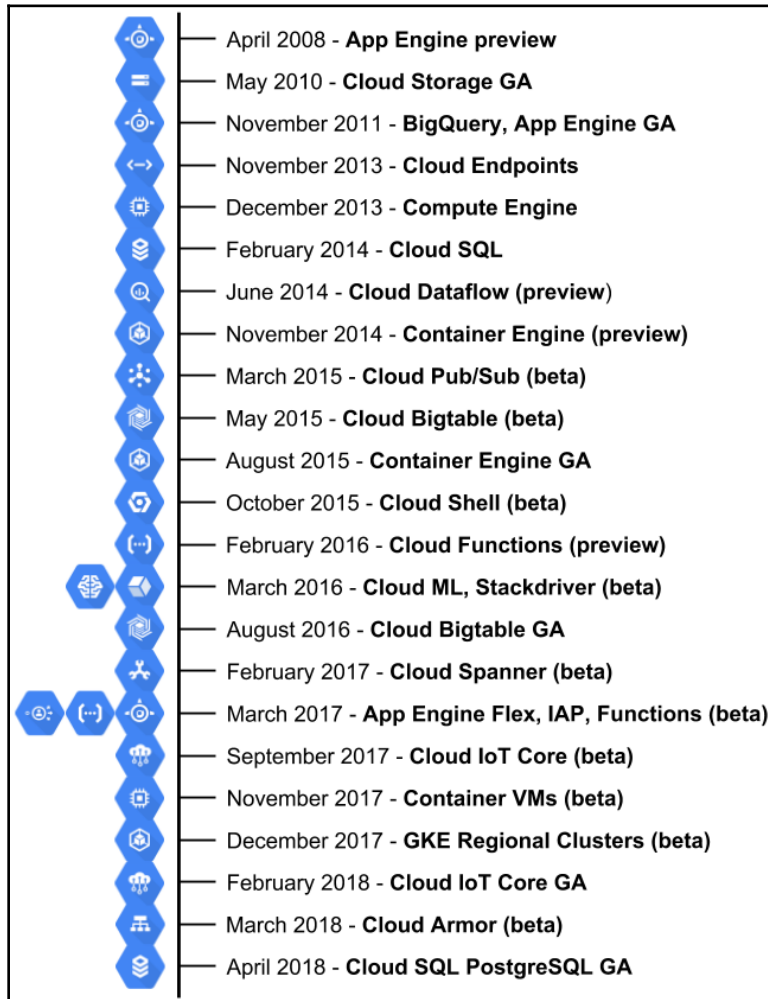 April 2008 - App Engine preview
May 2010 - Cloud Storage GA
November 2011 - BigQuery, App Engine GA
November 2013 - Cloud Endpoints
December 2013 - Compute Engine
February 2014 - Cloud SQL
June 2014 - Cloud Dataflow (preview)
November 2014 - Container Engine (preview)
March 2015 - Cloud Pub/Sub (beta)
May 2015 - Cloud Bigtable (beta)
August 2015 - Container Engine GA
October 2015 - Cloud Shell (beta)
February 2016 - Cloud Functions (preview)
March 2016 - Cloud ML, Stackdriver (beta)
August 2016 - Cloud Bigtable GA
February 2017 - Cloud Spanner (beta)
March 2017 - App Engine Flex, IAP, Functions (beta)
September 2017 - Cloud IoT Core (beta)
November 2017 - Container VMs (beta)
December 2017 - GKE Regional Clusters (beta)
February 2018 - Cloud IoT Core GA
March 2018 - Cloud Armor (beta)
April 2018 - Cloud SQL PostgreSQL GA